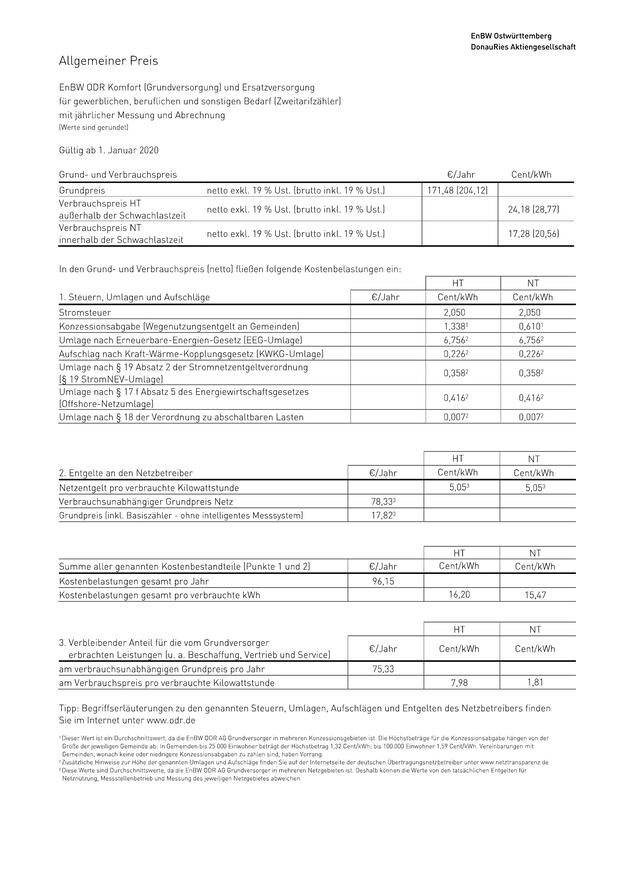 EnBW Ostwürttemberg
DonauRies Aktiengesellschaft
Allgemeiner Preis
EnBW ODR Komfort (Grundversorgung) und Ersatzversorgung
für gewerblichen, beruflichen und sonstigen Bedarf (Zweitarifzähler)
mit jährlicher Messung und Abrechnung
(Werte sind gerundet)
Gültig ab 1. Januar 2020
Grund- und Verbrauchspreis €/Jahr Cent/kWh
Grundpreis netto exkl. 19 % Ust. (brutto inkl. 19 % Ust.) 171,48 (204,12)
Verbrauchspreis HT
außerhalb der Schwachlastzeit netto exkl. 19 % Ust. (brutto inkl. 19 % Ust.) 24,18 (28,77)
Verbrauchspreis NT
innerhalb der Schwachlastzeit netto exkl. 19 % Ust. (brutto inkl. 19 % Ust.) 17,28 (20,56)
In den Grund- und Verbrauchspreis (netto) fließen folgende Kostenbelastungen ein:
HT NT
1. Steuern, Umlagen und Aufschläge €/Jahr Cent/kWh Cent/kWh
Stromsteuer 2,050 2,050
Konzessionsabgabe (Wegenutzungsentgelt an Gemeinden) 1,338¹ 0,610¹
Umlage nach Erneuerbare-Energien-Gesetz (EEG-Umlage) 6,756² 6,756²
Aufschlag nach Kraft-Wärme-Kopplungsgesetz (KWKG-Umlage) 0,226² 0,226²
Umlage nach § 19 Absatz 2 der Stromnetzentgeltverordnung
(§ 19 StromNEV-Umlage) 0,358² 0,358²
Umlage nach § 17 f Absatz 5 des Energiewirtschaftsgesetzes
(Offshore-Netzumlage) 0,416² 0,416²
Umlage nach § 18 der Verordnung zu abschaltbaren Lasten 0,007² 0,007²
HT NT
2. Entgelte an den Netzbetreiber €/Jahr Cent/kWh Cent/kWh
Netzentgelt pro verbrauchte Kilowattstunde 5,05³ 5,05³
Verbrauchsunabhängiger Grundpreis Netz 78,33³
Grundpreis (inkl. Basiszähler - ohne intelligentes Messsystem) 17,82³
HT NT
Summe aller genannten Kostenbestandteile (Punkte 1 und 2) €/Jahr Cent/kWh Cent/kWh
Kostenbelastungen gesamt pro Jahr 96,15
Kostenbelastungen gesamt pro verbrauchte kWh 16,20 15,47
HT NT
3. Verbleibender Anteil für die vom Grundversorger
erbrachten Leistungen (u. a. Beschaffung, Vertrieb und Service) €/Jahr Cent/kWh Cent/kWh
am verbrauchsunabhängigen Grundpreis pro Jahr 75,33
am Verbrauchspreis pro verbrauchte Kilowattstunde 7,98 1,81
Tipp: Begriffserläuterungen zu den genannten Steuern, Umlagen, Aufschlägen und Entgelten des Netzbetreibers finden
Sie im Internet unter www.odr.de
¹ Dieser Wert ist ein Durchschnittswert, da die EnBW ODR AG Grundversorger in mehreren Konzessionsgebieten ist. Die Höchstbeträge für die Konzessionsabgabe hängen von der
Größe der jeweiligen Gemeinde ab: In Gemeinden bis 25.000 Einwohner beträgt der Höchstbetrag 1,32 Cent/kWh; bis 100.000 Einwohner 1,59 Cent/kWh. Vereinbarungen mit
Gemeinden, wonach keine oder niedrigere Konzessionsabgaben zu zahlen sind, haben Vorrang.
² Zusätzliche Hinweise zur Höhe der genannten Umlagen und Aufschläge finden Sie auf der Internetseite der deutschen Übertragungsnetzbetreiber unter www.netztransparenz.de
³ Diese Werte sind Durchschnittswerte, da die EnBW ODR AG Grundversorger in mehreren Netzgebieten ist. Deshalb können die Werte von den tatsächlichen Entgelten für
Netznutzung, Messstellenbetrieb und Messung des jeweiligen Netzgebietes abweichen.